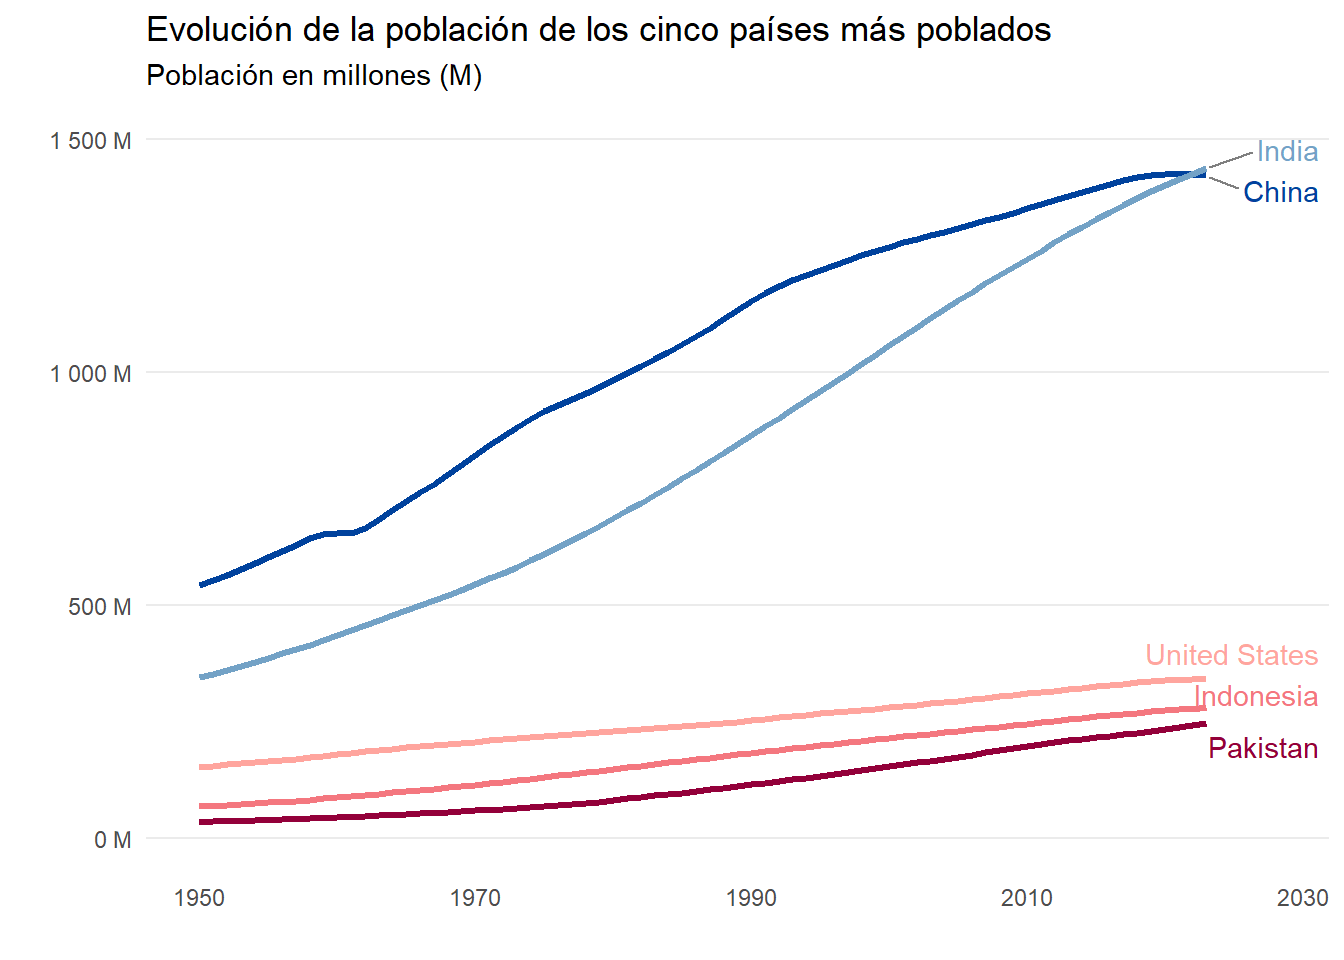 Evolución de la población de los cinco países más poblados
Población en millones (M)
1 500 M
India
China
1 000 M
500 M
United States
Indonesia
Pakistan
0 M
1950 1970 1990 2010 2030